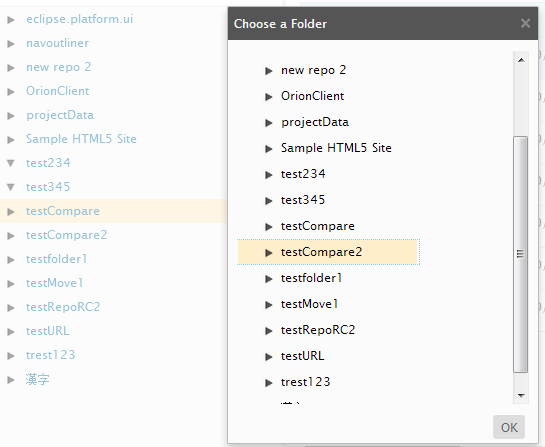 eclipse.platform.ui
navoutliner
new repo 2
OrionClient
projectData
Sample HTML5 Site
test234
test345
testCompare
testCompare2
testfolder1
testMove1
testRepoRC2
testURL
trest123
漢字
Choose a Folder
new repo 2
OrionClient
projectData
Sample HTML5 Site
test234
test345
testCompare
testCompare2
testfolder1
testMove1
testRepoRC2
testURL
trest123
OK